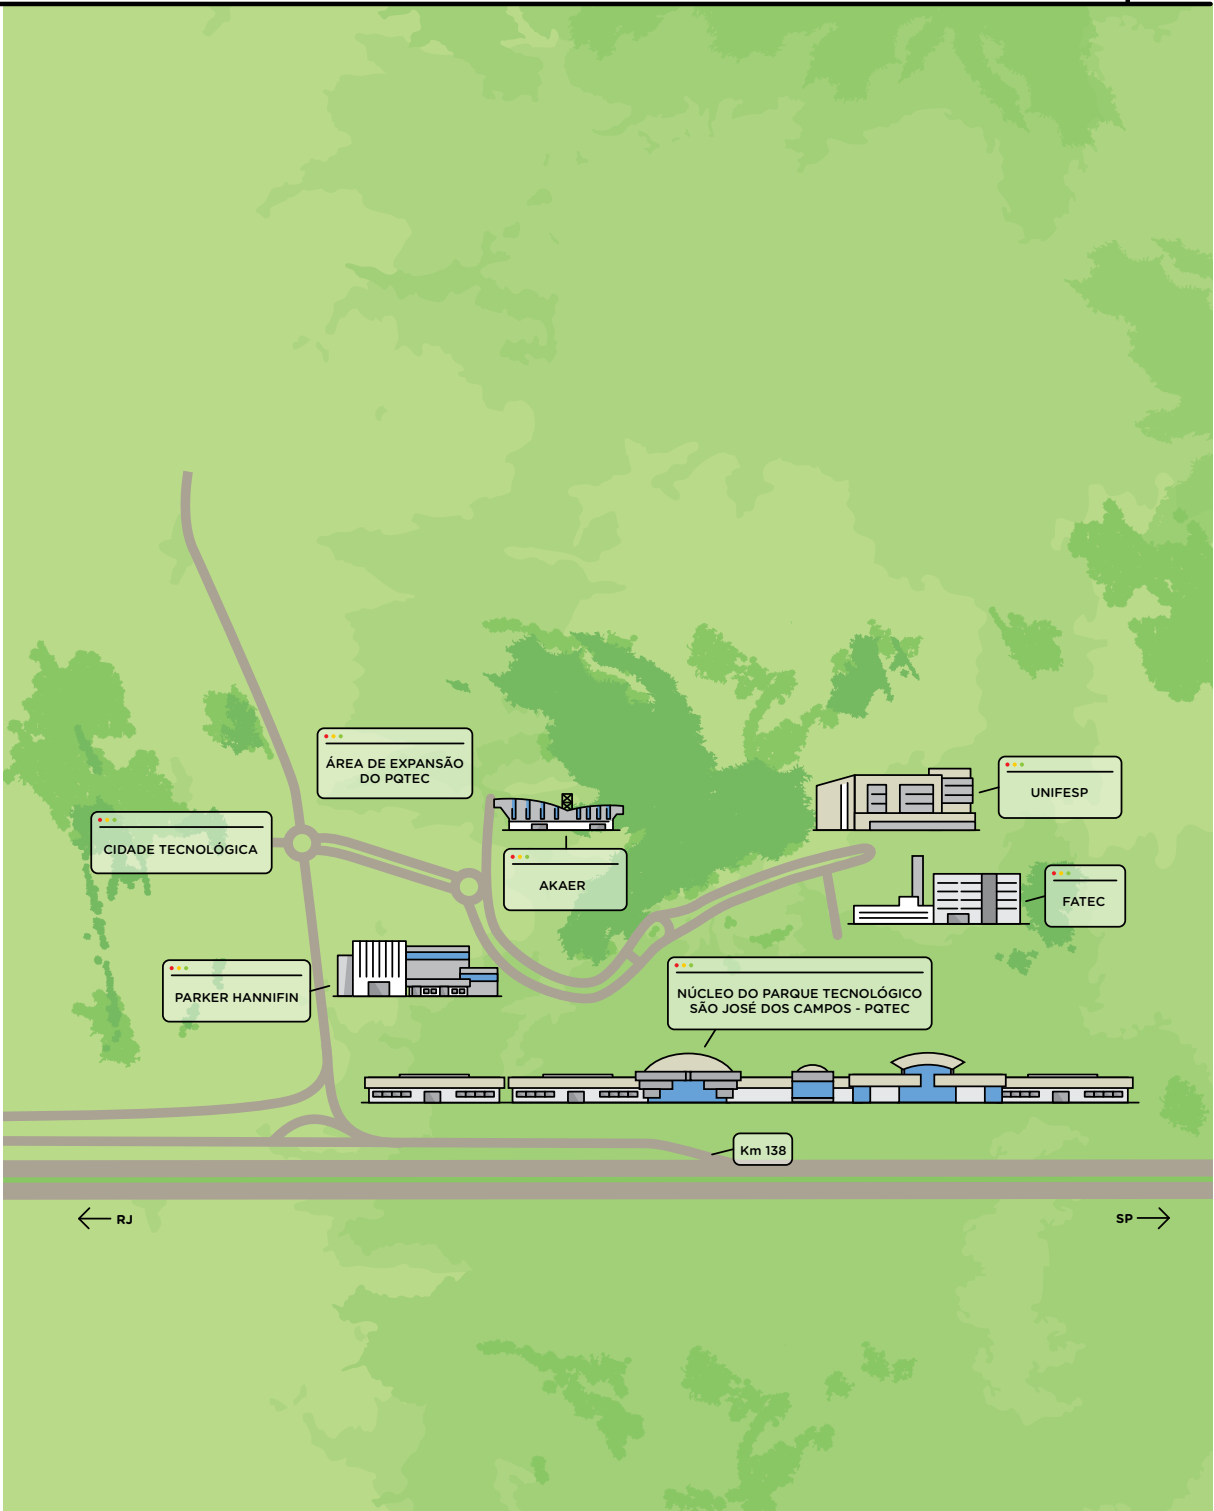 ÁREA DE EXPANSÃO
DO PQTEC
UNIFESP
CIDADE TECNOLÓGICA
AKAER
FATEC
PARKER HANNIFIN
NÚCLEO DO PARQUE TECNOLÓGICO
SÃO JOSÉ DOS CAMPOS - PQTEC
Km 138
RJ
SP